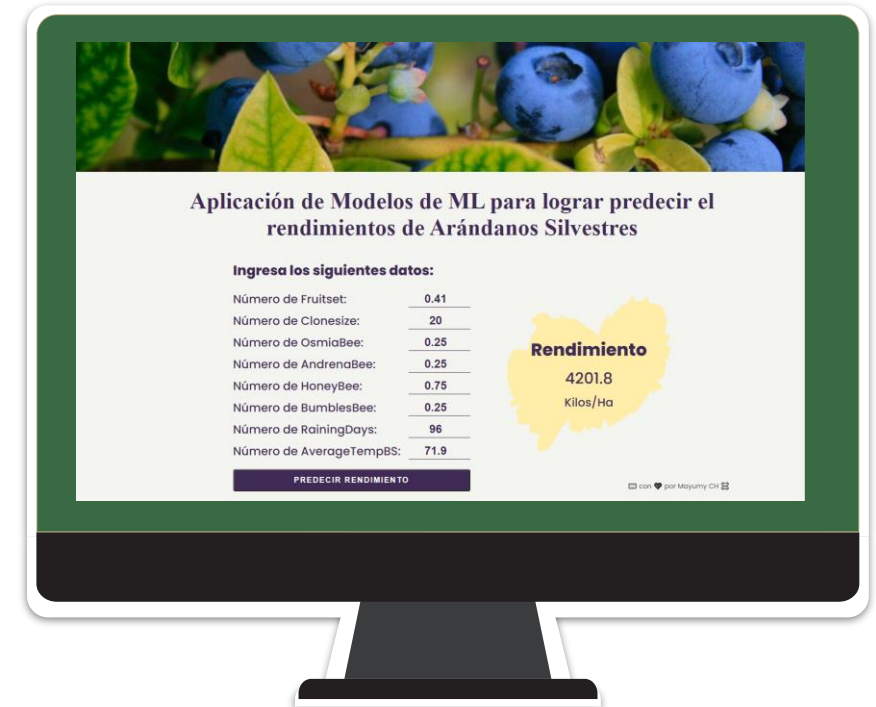 Aplicación de Modelos de ML para lograr predecir el
rendimientos de Arándanos Silvestres
Ingresa los siguientes datos:
Número de Fruitset: 0.41
Número de Clonesize: 20
Número de OsmiaBee: 0.25
Número de AndrenaBee: 0.25
Número de HoneyBee: 0.75
Número de BumblesBee: 0.25
Número de RainingDays: 96
Número de AverageTempBS: 71.9
PREDECIR RENDIMIENTO
Rendimiento
4201.8
Kilos/Ha
con por Mayumy CH